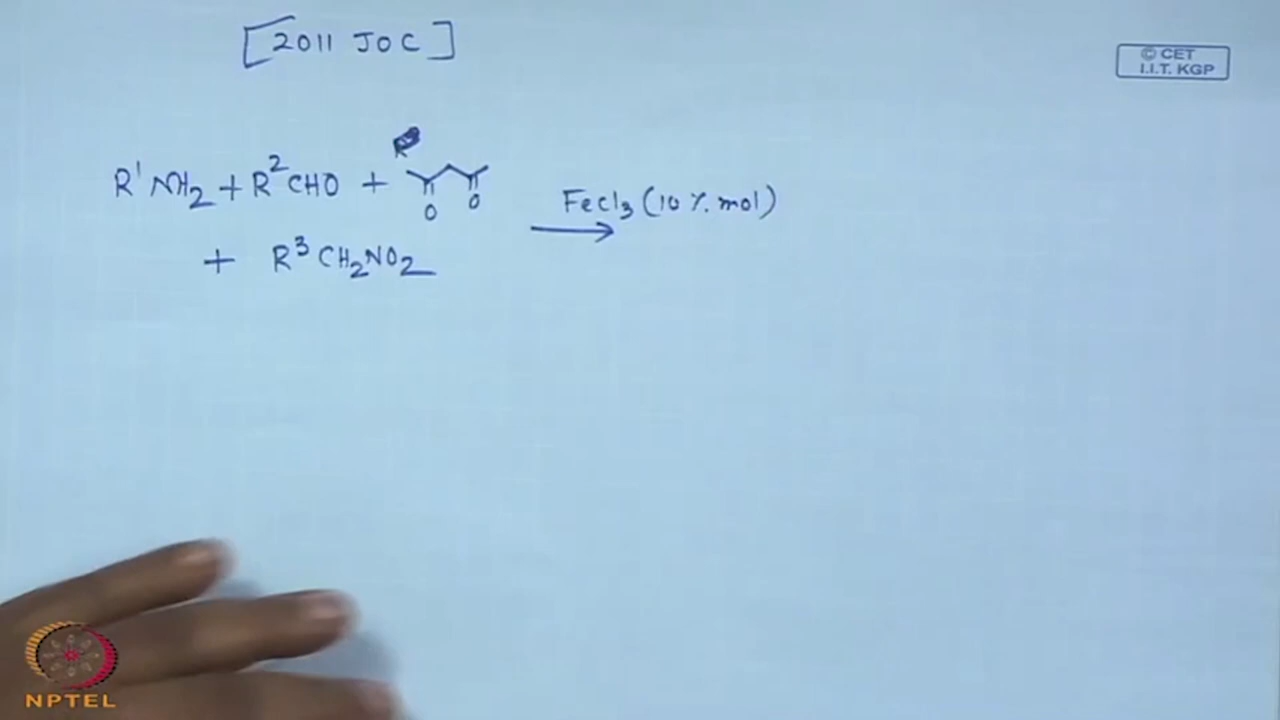 [2011 JOC]
© CET
I.I.T. KGP
R¹NH₂ + R²CHO + O O FeCl₃ (10 %. mol)
+ R³CH₂NO₂
NPTEL